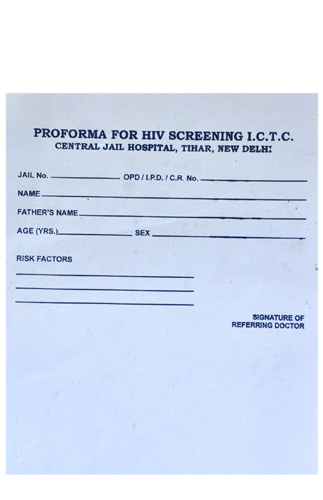 PROFORMA FOR HIV SCREENING I.C.T.C.
CENTRAL JAIL HOSPITAL, TIHAR, NEW DELHI
JAIL No. OPD / I.P.D. / C.R. No.
NAME
FATHER'S NAME
AGE (YRS.) SEX
RISK FACTORS
SIGNATURE OF
REFERRING DOCTOR